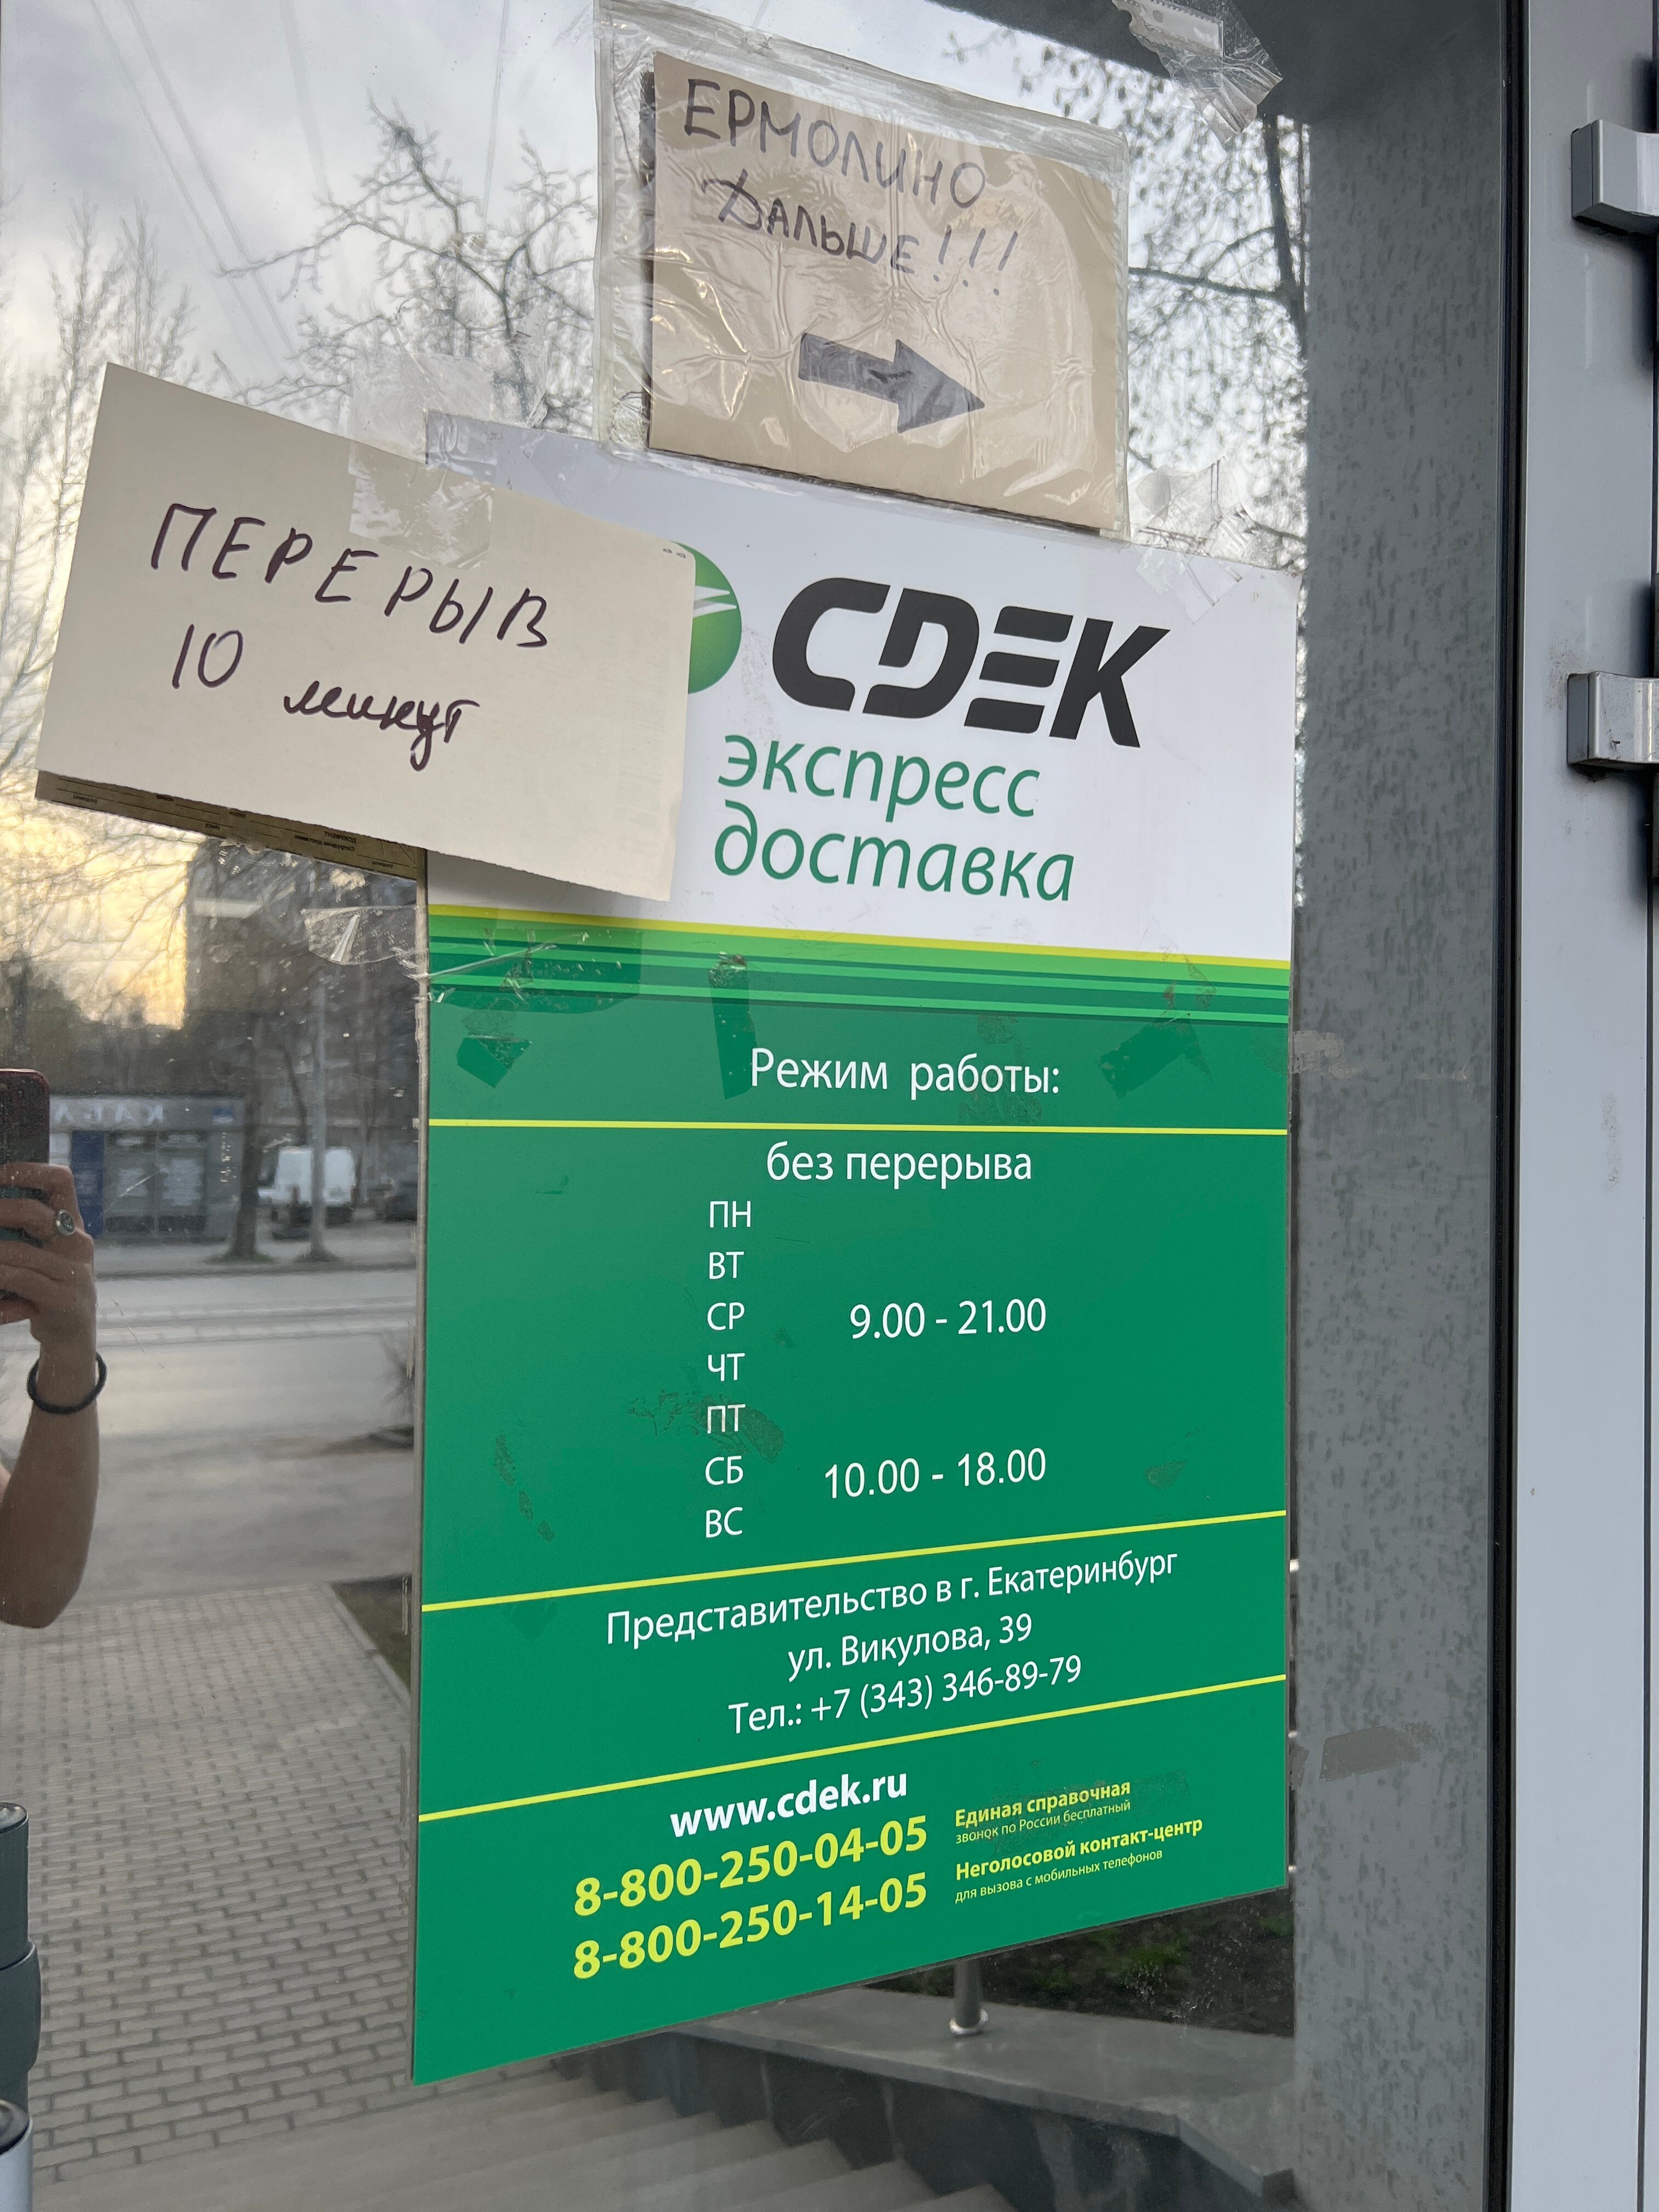 ЕРМОЛИНО
ДАЛЬШЕ!!!
ПЕРЕРЫВ
10 минут
CDEK
экспресс
доставка
Режим работы:
без перерыва
ПН
ВТ
СР 9.00 - 21.00
ЧТ
ПТ
СБ 10.00 - 18.00
ВС
Представительство в г. Екатеринбург
ул. Викулова, 39
Тел.: +7 (343) 346-89-79
www.cdek.ru
8-800-250-04-05 Единая справочная
звонок по России бесплатный
8-800-250-14-05 Неголосовой контакт-центр
для вызова с мобильных телефонов